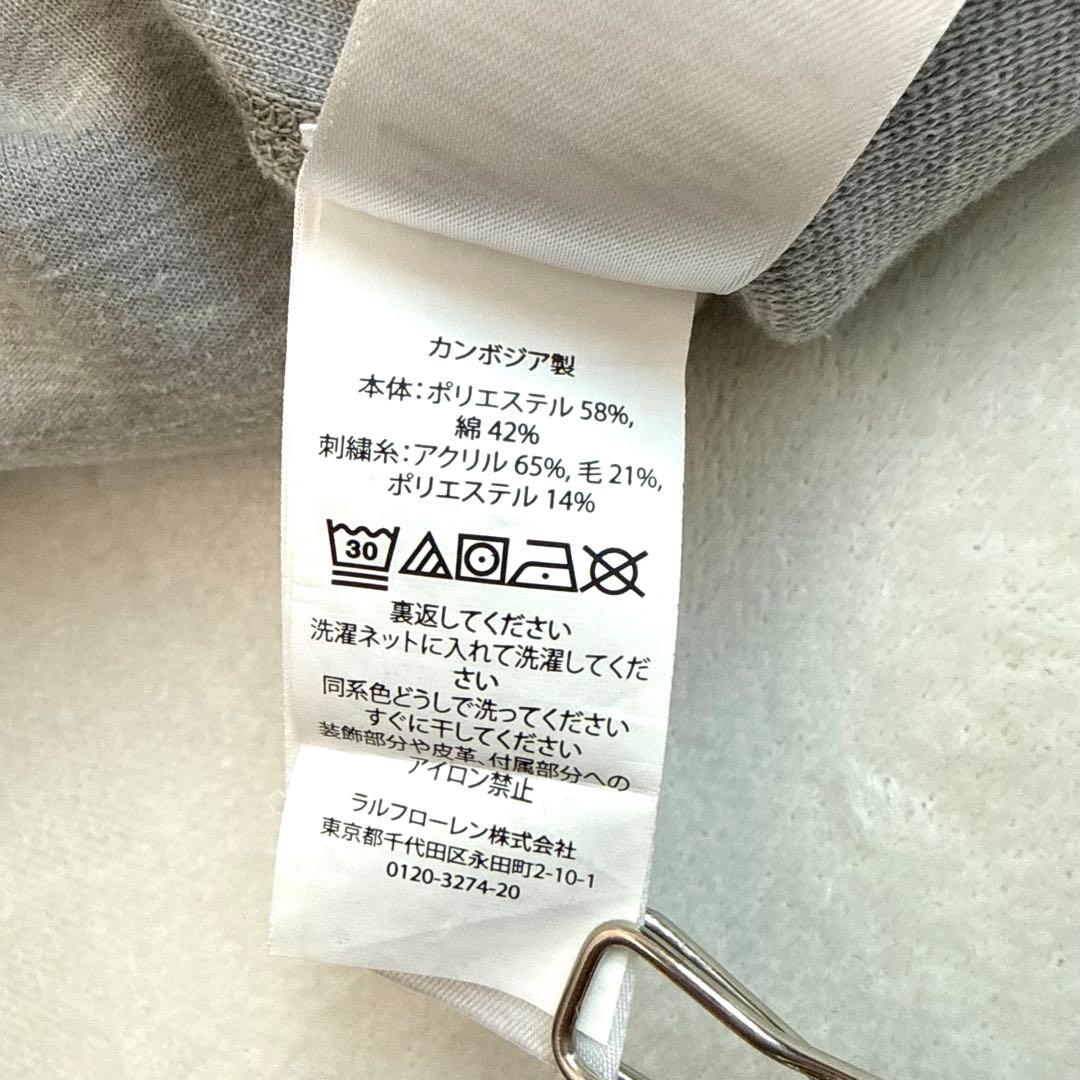 カンボジア製
本体：ポリエステル 58%,
綿 42%
刺繍糸：アクリル 65%, 毛 21%,
ポリエステル 14%
30
裏返してください
洗濯ネットに入れて洗濯してくだ
さい
同系色どうしで洗ってください
すぐに干してください
装飾部分や皮革、付属部分への
アイロン禁止
ラルフローレン株式会社
東京都千代田区永田町2-10-1
0120-3274-20